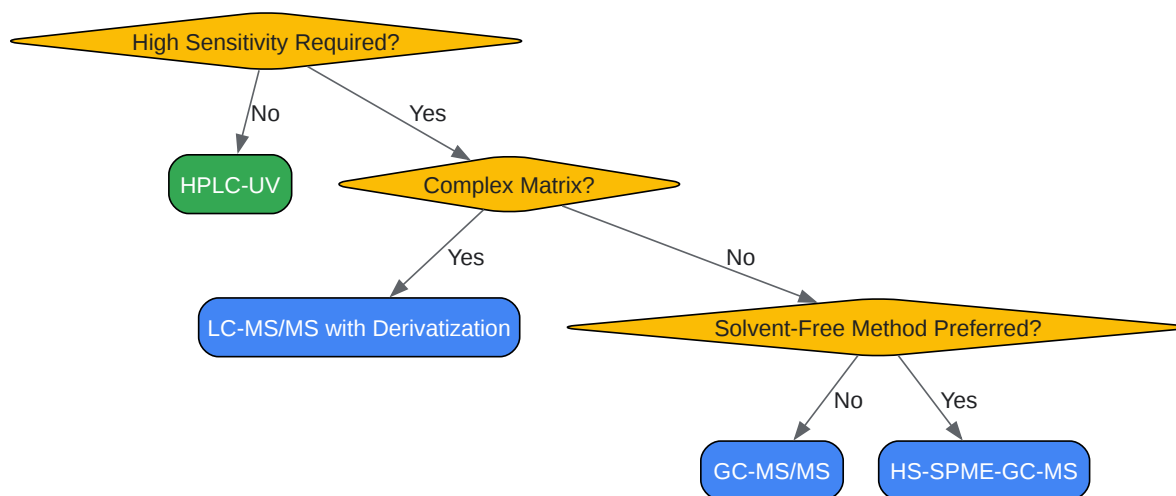 High Sensitivity Required?
No
Yes
HPLC-UV
Complex Matrix?
Yes
No
LC-MS/MS with Derivatization
Solvent-Free Method Preferred?
No
Yes
GC-MS/MS
HS-SPME-GC-MS